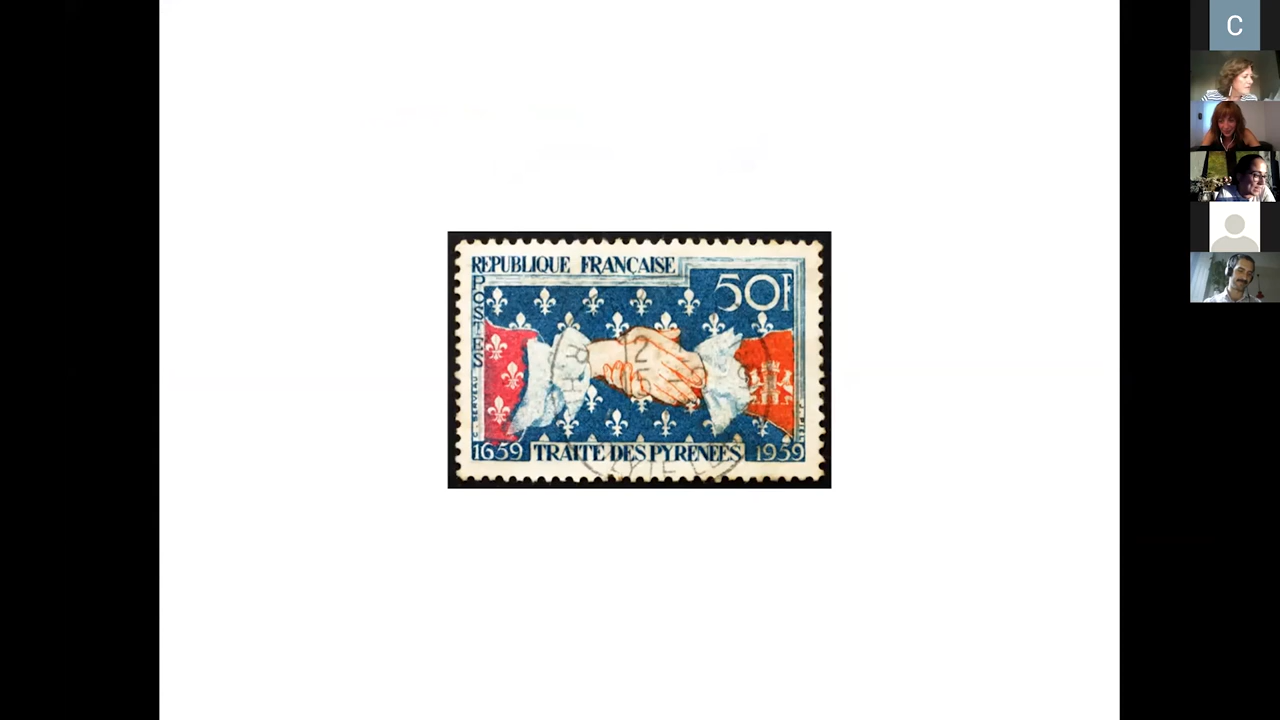 REPUBLIQUE FRANÇAISE
POSTES
50F
1659 TRAITE DES PYRENEES 1959
C